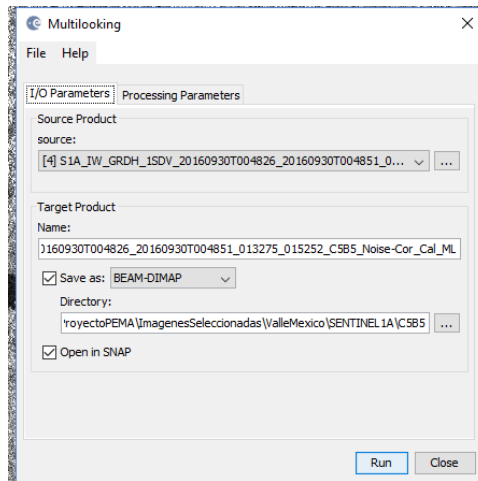 Multilooking
File Help
I/O Parameters Processing Parameters
Source Product
source:
[4] S1A_IW_GRDH_1SDV_20160930T004826_20160930T004851_0... ...
Target Product
Name:
)160930T004826_20160930T004851_013275_015252_C5B5_Noise-Cor_Cal_ML
Save as: BEAM-DIMAP
Directory:
'royectoPEMA\ImagenesSeleccionadas\ValleMexico\SENTINEL1A\C5B5 ...
Open in SNAP
Run Close